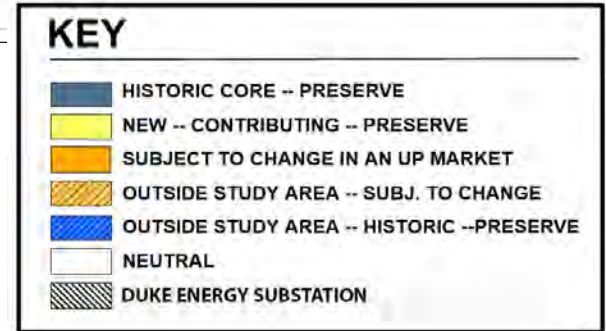 KEY
HISTORIC CORE -- PRESERVE
NEW -- CONTRIBUTING -- PRESERVE
SUBJECT TO CHANGE IN AN UP MARKET
OUTSIDE STUDY AREA -- SUBJ. TO CHANGE
OUTSIDE STUDY AREA -- HISTORIC --PRESERVE
NEUTRAL
DUKE ENERGY SUBSTATION